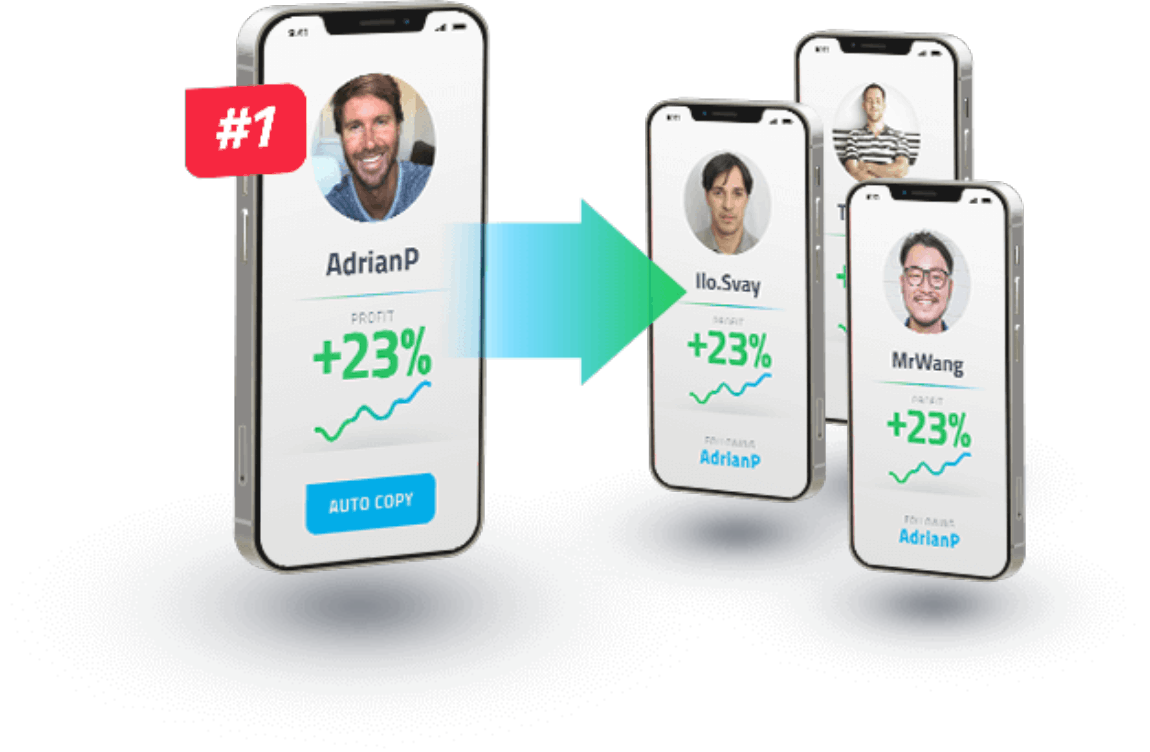 9:41
#1
AdrianP
PROFIT
+23%
AUTO COPY
Ilo.Svay
PROFIT
+23%
FOLLOWING
AdrianP
MrWang
PROFIT
+23%
FOLLOWING
AdrianP